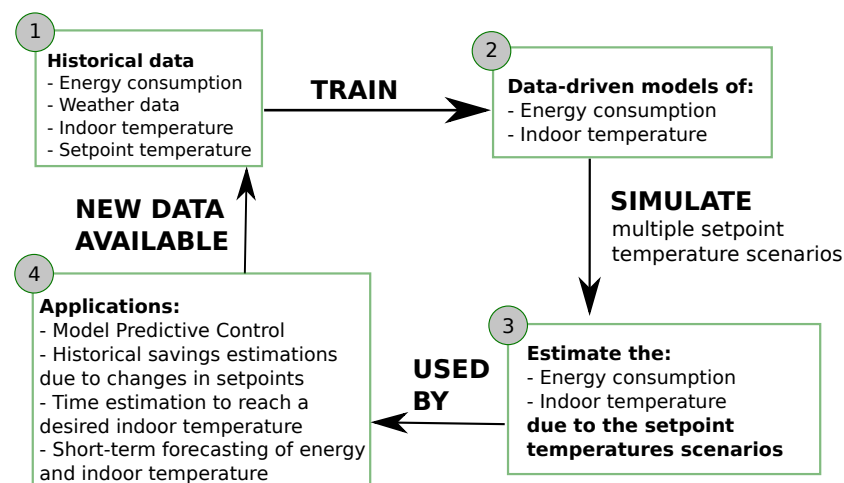 1
Historical data
- Energy consumption
- Weather data
- Indoor temperature
- Setpoint temperature
TRAIN
2
Data-driven models of:
- Energy consumption
- Indoor temperature
SIMULATE
multiple setpoint
temperature scenarios
3
Estimate the:
- Energy consumption
- Indoor temperature
due to the setpoint
temperatures scenarios
USED
BY
4
Applications:
- Model Predictive Control
- Historical savings estimations
due to changes in setpoints
- Time estimation to reach a
desired indoor temperature
- Short-term forecasting of energy
and indoor temperature
NEW DATA
AVAILABLE